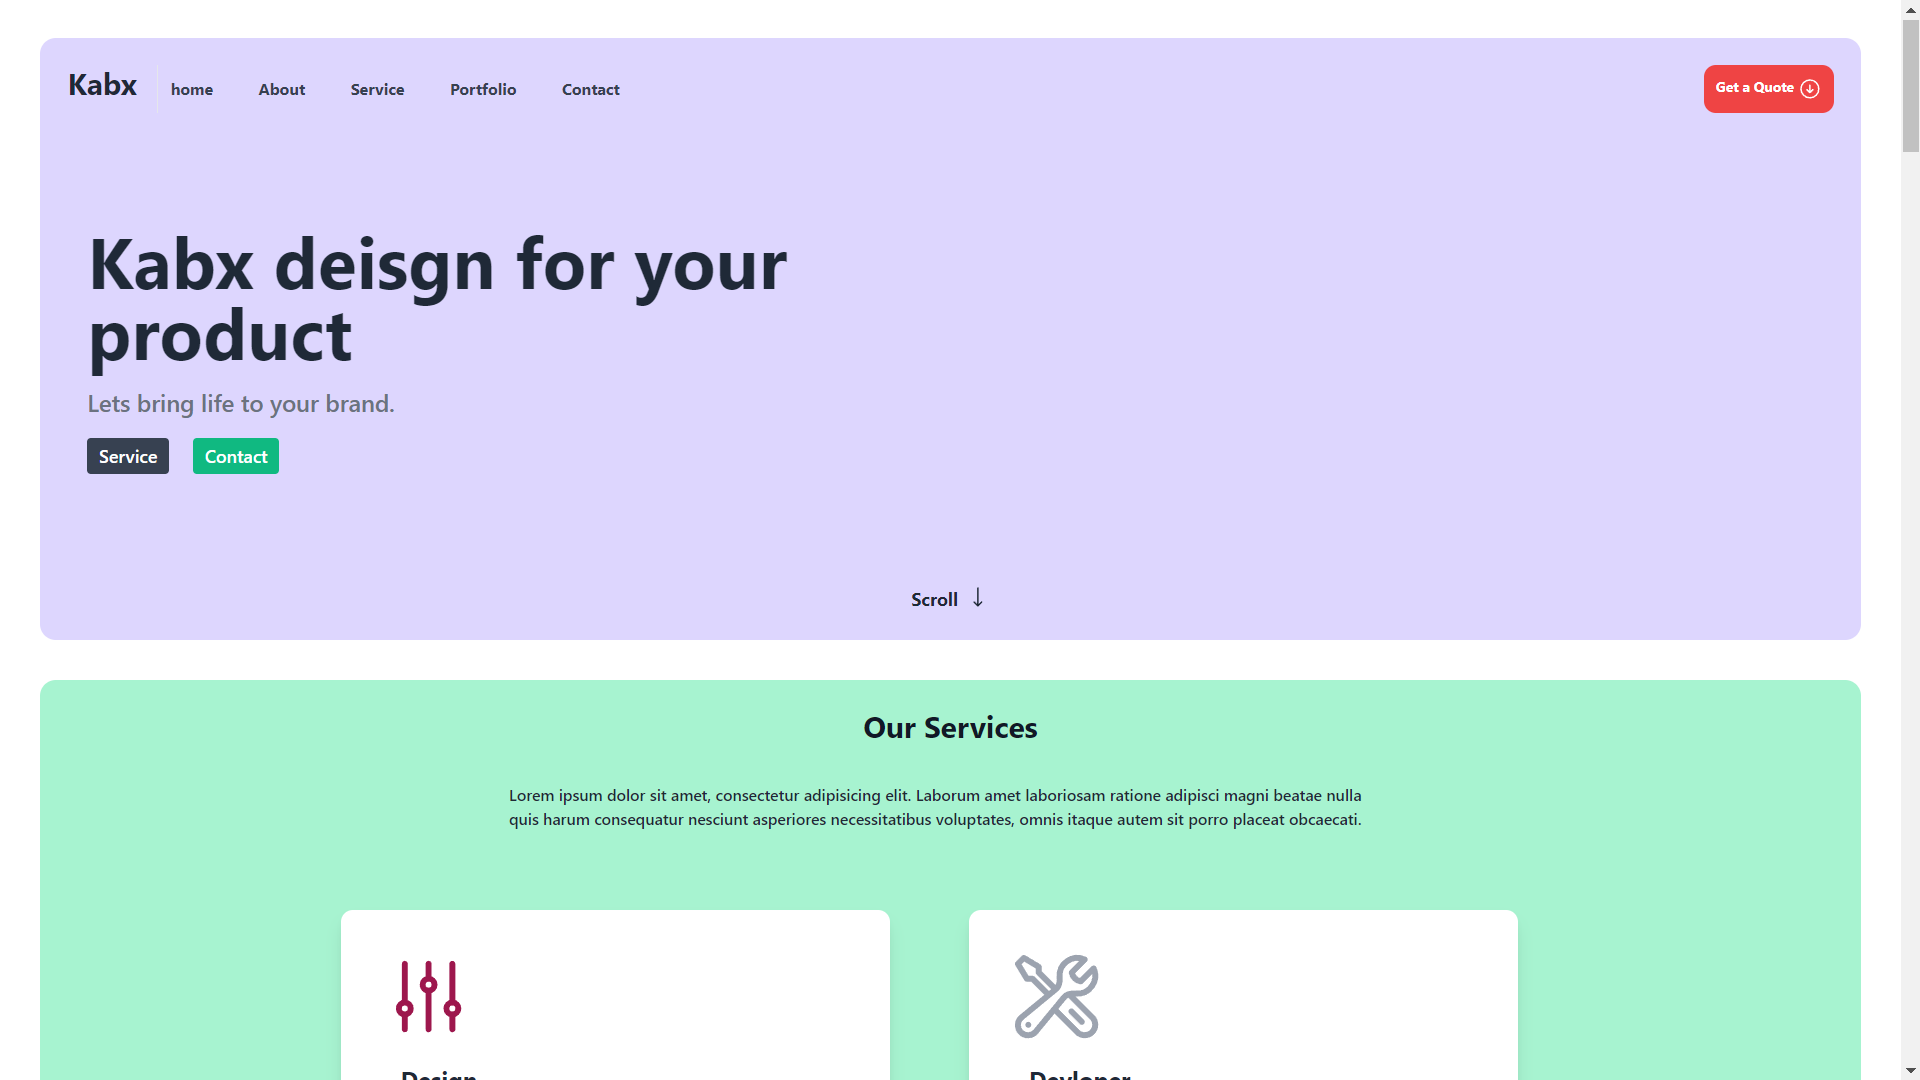 Kabx
home About Service Portfolio Contact
Get a Quote
Kabx deisgn for your
product
Lets bring life to your brand.
Service Contact
Scroll
Our Services
Lorem ipsum dolor sit amet, consectetur adipisicing elit. Laborum amet laboriosam ratione adipisci magni beatae nulla
quis harum consequatur nesciunt asperiores necessitatibus voluptates, omnis itaque autem sit porro placeat obcaecati.
Design
Devloper